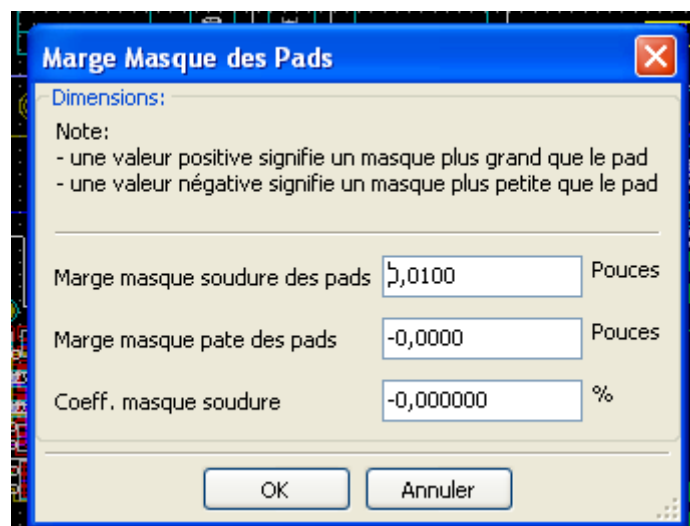 Marge Masque des Pads
Dimensions:
Note:
- une valeur positive signifie un masque plus grand que le pad
- une valeur négative signifie un masque plus petite que le pad
Marge masque soudure des pads 0,0100 Pouces
Marge masque pate des pads -0,0000 Pouces
Coeff. masque soudure -0,000000 %
OK Annuler